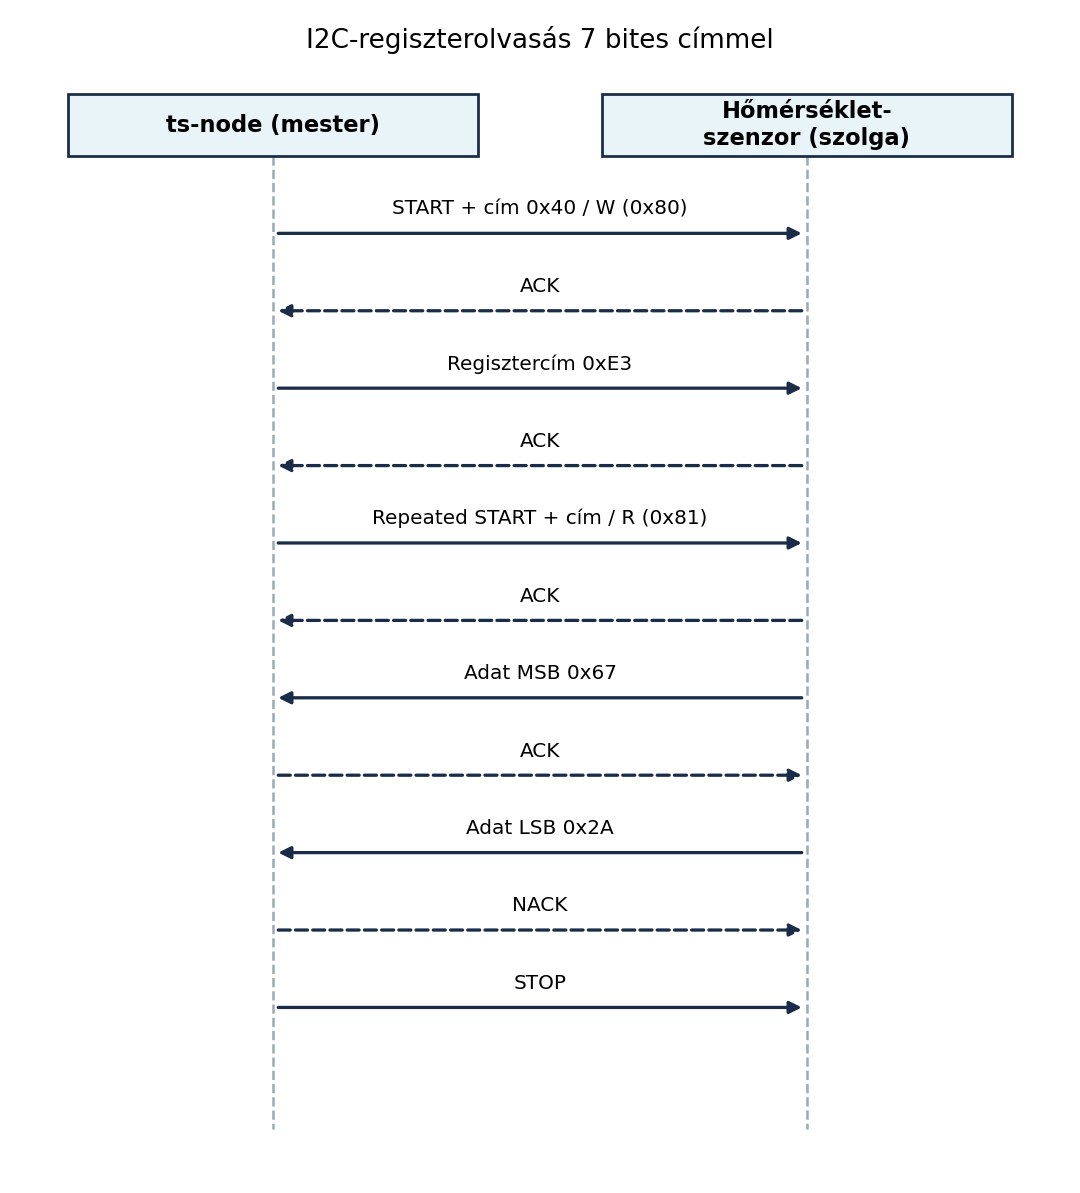 I2C-regiszterolvasás 7 bites címmel
ts-node (mester)
Hőmérséklet-
szenzor (szolga)
START + cím 0x40 / W (0x80)
ACK
Regisztercím 0xE3
ACK
Repeated START + cím / R (0x81)
ACK
Adat MSB 0x67
ACK
Adat LSB 0x2A
NACK
STOP